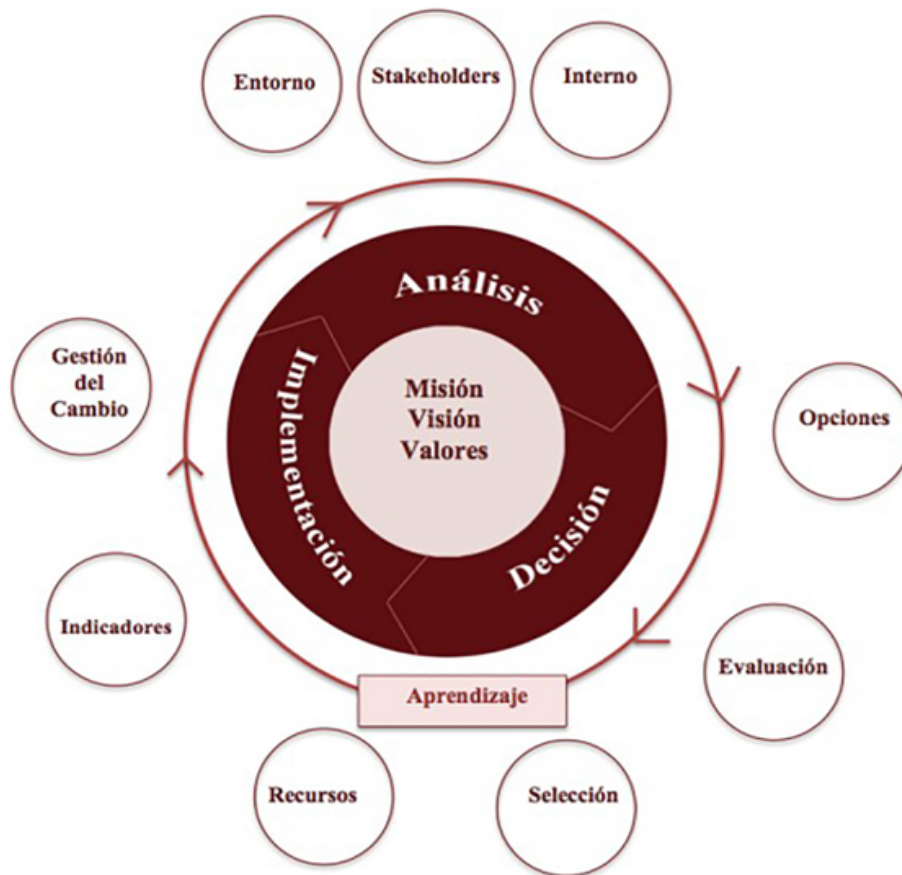 Entorno
Stakeholders
Interno
Análisis
Implementación
Decisión
Misión
Visión
Valores
Gestión
del
Cambio
Opciones
Indicadores
Evaluación
Aprendizaje
Recursos
Selección